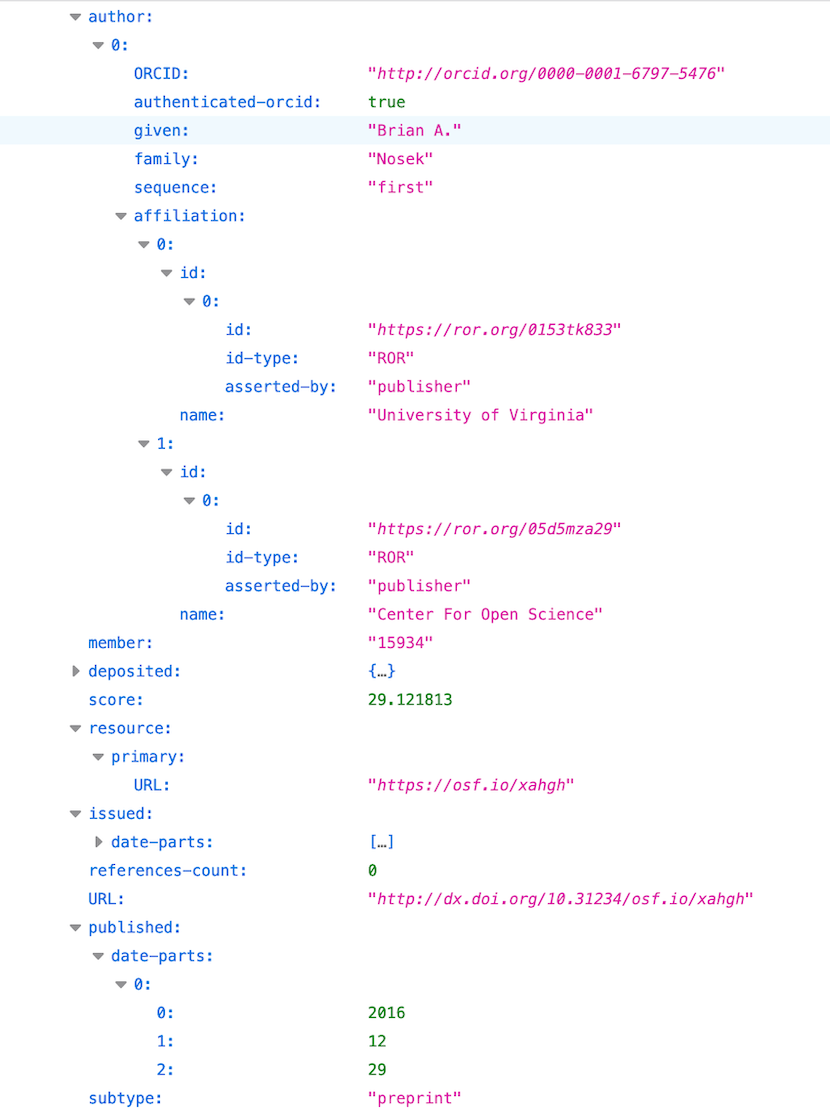 author:
0:
ORCID: "http://orcid.org/0000-0001-6797-5476"
authenticated-orcid: true
given: "Brian A."
family: "Nosek"
sequence: "first"
affiliation:
0:
id:
0:
id: "https://ror.org/0153tk833"
id-type: "ROR"
asserted-by: "publisher"
name: "University of Virginia"
1:
id:
0:
id: "https://ror.org/05d5mza29"
id-type: "ROR"
asserted-by: "publisher"
name: "Center For Open Science"
member: "15934"
deposited: {…}
score: 29.121813
resource:
primary:
URL: "https://osf.io/xahgh"
issued:
date-parts: […]
references-count: 0
URL: "http://dx.doi.org/10.31234/osf.io/xahgh"
published:
date-parts:
0:
0: 2016
1: 12
2: 29
subtype: "preprint"